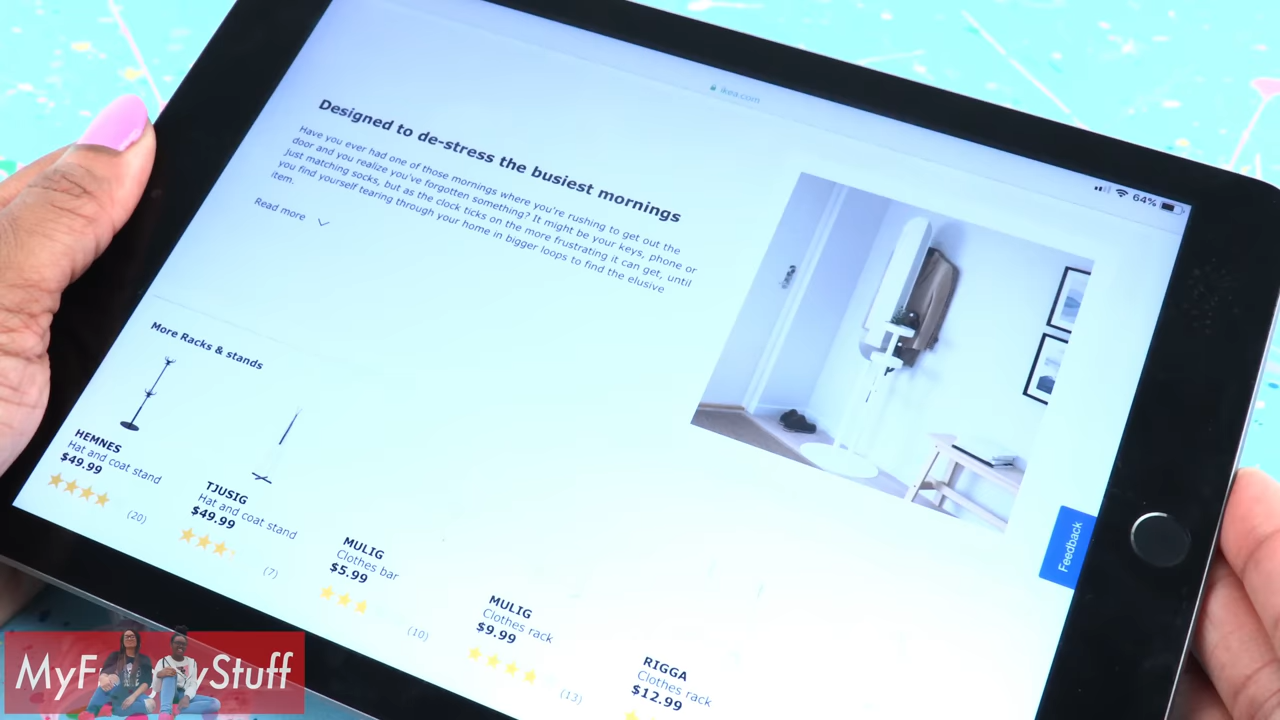 ikea.com
64%
Designed to de-stress the busiest mornings
Have you ever had one of those mornings where you're rushing to get out the
door and you realize you've forgotten something? It might be your keys, phone or
just matching socks, but as the clock ticks on the more frustrating it can get, until
you find yourself tearing through your home in bigger loops to find the elusive
item.
Read more
More Racks & stands
HEMNES
Hat and coat stand
$49.99
(20)
TJUSIG
Hat and coat stand
$49.99
(7)
MULIG
Clothes bar
$5.99
(10)
MULIG
Clothes rack
$9.99
(13)
RIGGA
Clothes rack
$12.99
Feedback